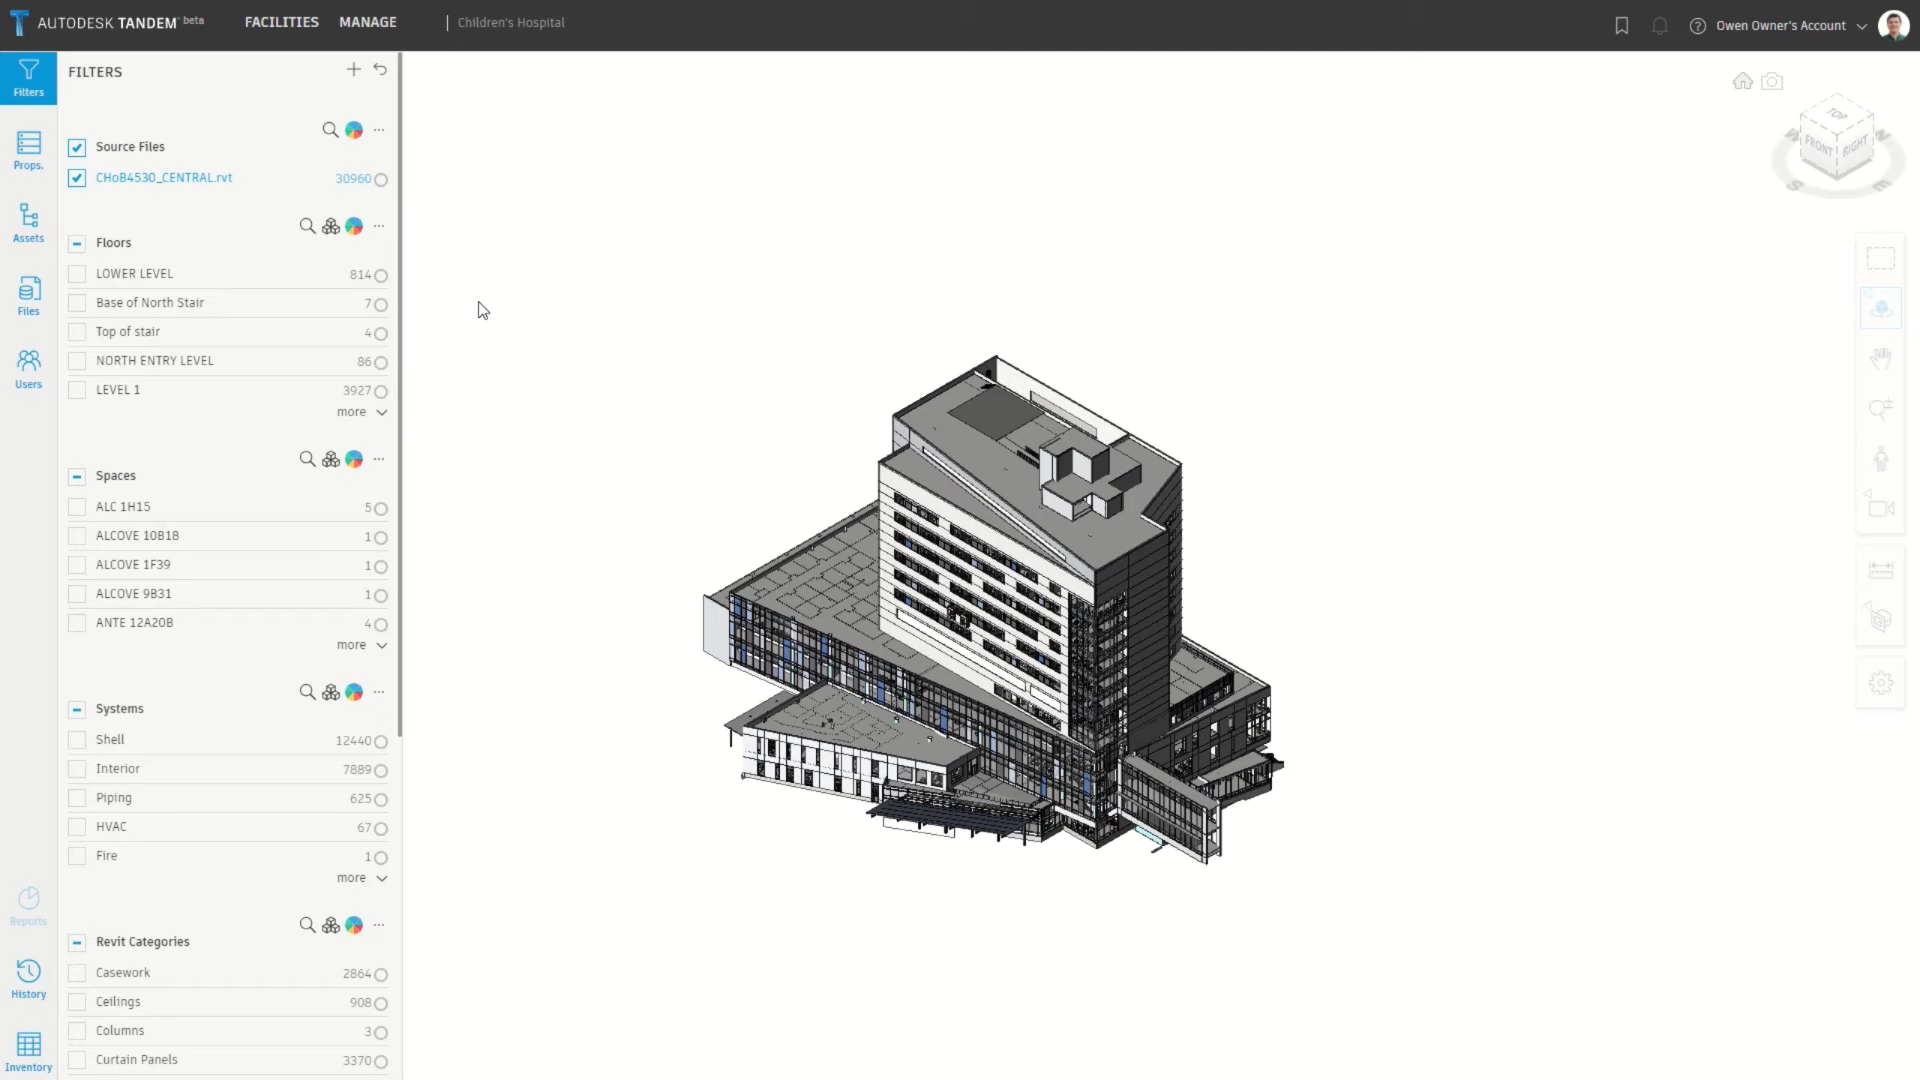 AUTODESK TANDEM beta
FACILITIES
MANAGE
Children's Hospital
Owen Owner's Account
Filters
Props.
Assets
Files
Users
Reports
History
Inventory
FILTERS
Source Files
CHoB4530_CENTRAL.rvt 30960
Floors
LOWER LEVEL 814
Base of North Stair 7
Top of stair 4
NORTH ENTRY LEVEL 86
LEVEL 1 3927
more
Spaces
ALC 1H15 5
ALCOVE 10B18 1
ALCOVE 1F39 1
ALCOVE 9B31 1
ANTE 12A20B 4
more
Systems
Shell 12440
Interior 7889
Piping 625
HVAC 67
Fire 1
more
Revit Categories
Casework 2864
Ceilings 908
Columns 3
Curtain Panels 3370
TOP
FRONT
RIGHT
W
N
S
E